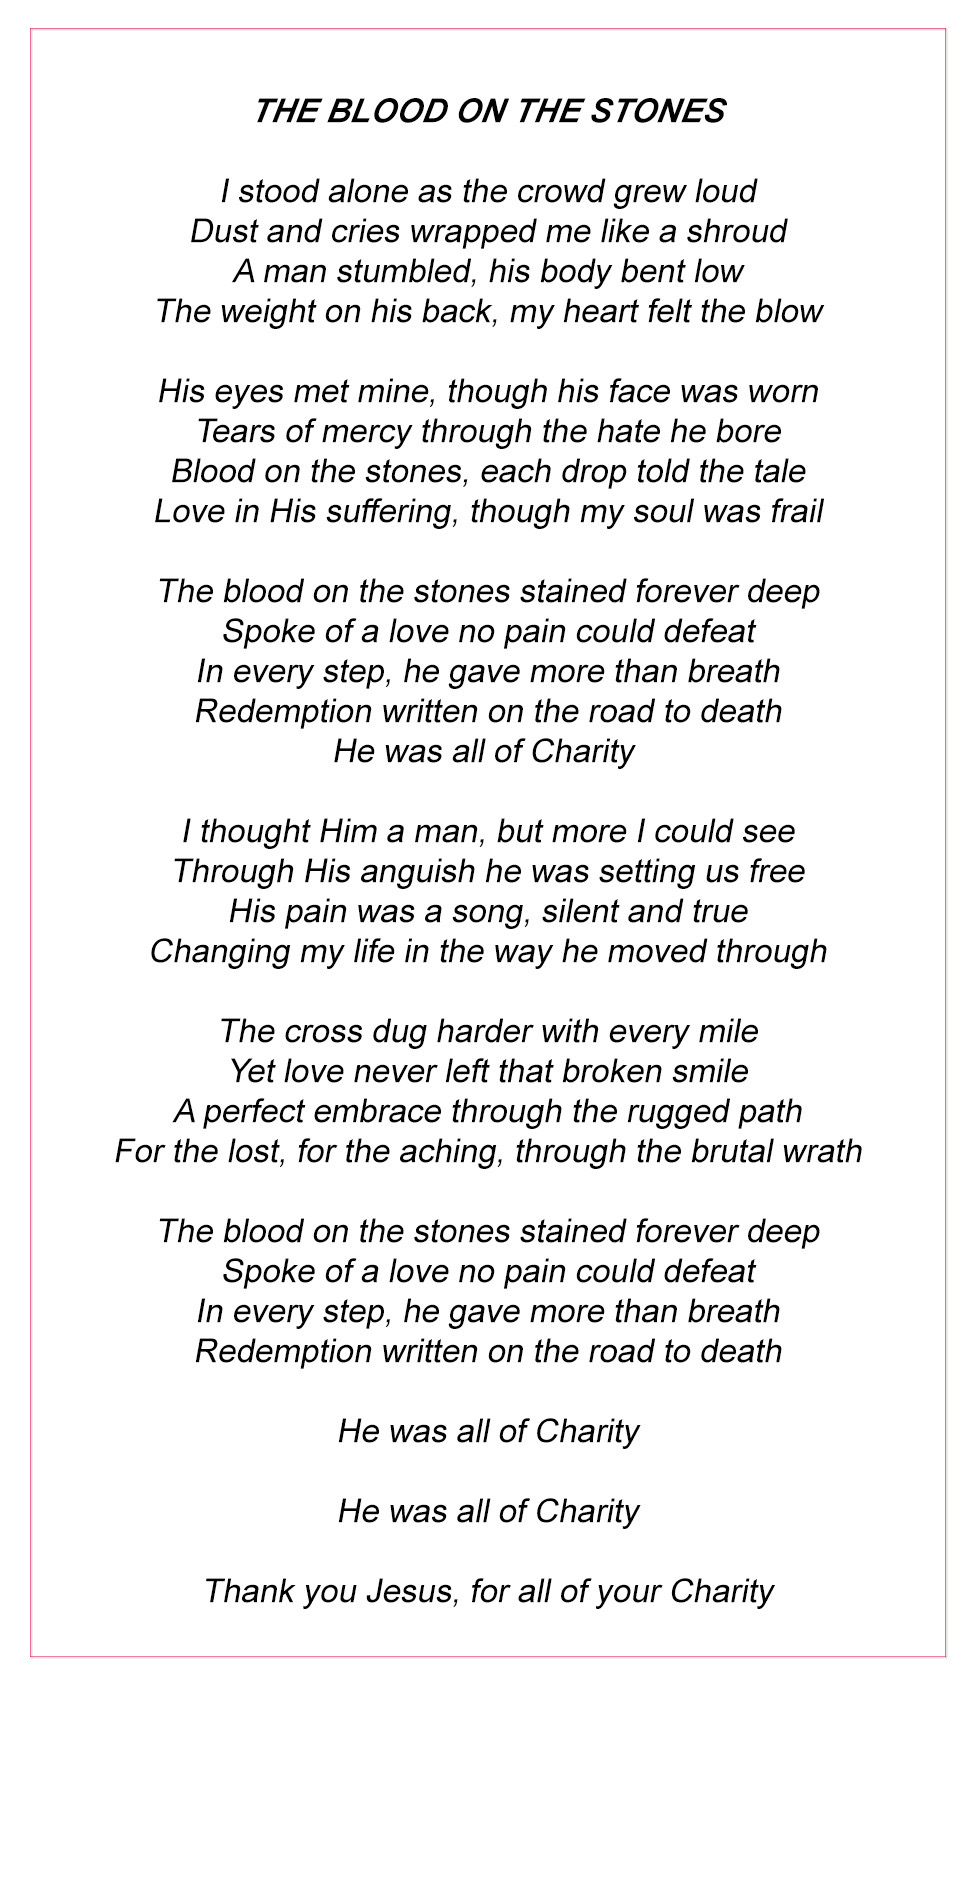 THE BLOOD ON THE STONES
I stood alone as the crowd grew loud
Dust and cries wrapped me like a shroud
A man stumbled, his body bent low
The weight on his back, my heart felt the blow
His eyes met mine, though his face was worn
Tears of mercy through the hate he bore
Blood on the stones, each drop told the tale
Love in His suffering, though my soul was frail
The blood on the stones stained forever deep
Spoke of a love no pain could defeat
In every step, he gave more than breath
Redemption written on the road to death
He was all of Charity
I thought Him a man, but more I could see
Through His anguish he was setting us free
His pain was a song, silent and true
Changing my life in the way he moved through
The cross dug harder with every mile
Yet love never left that broken smile
A perfect embrace through the rugged path
For the lost, for the aching, through the brutal wrath
The blood on the stones stained forever deep
Spoke of a love no pain could defeat
In every step, he gave more than breath
Redemption written on the road to death
He was all of Charity
He was all of Charity
Thank you Jesus, for all of your Charity